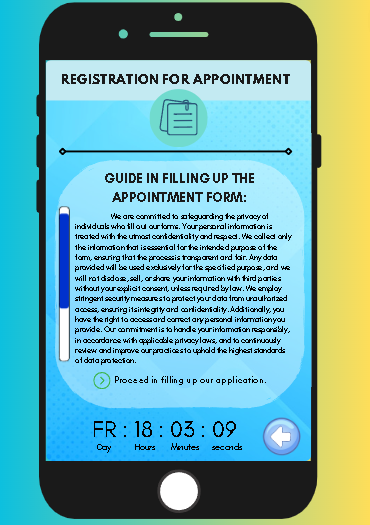 REGISTRATION FOR APPOINTMENT
GUIDE IN FILLING UP THE
APPOINTMENT FORM:
We are committed to safeguarding the privacy of
individuals who fill out our forms. Your personal information is
treated with the utmost confidentiality and respect. We collect only
the information that is essential for the intended purpose of the
form, ensuring that the process is transparent and fair. Any data
provided will be used exclusively for the specified purpose, and we
will not disclose, sell, or share your information with third parties
without your explicit consent, unless required by law. We employ
stringent security measures to protect your data from unauthorized
access, ensuring its integrity and confidentiality. Additionally, you
have the right to access and correct any personal information you
provide. Our commitment is to handle your information responsibly,
in accordance with applicable privacy laws, and to continuously
review and improve our practices to uphold the highest standards
of data protection.
Proceed in filling up our application.
FR : 18 : 03 : 09
Day Hours Minutes seconds